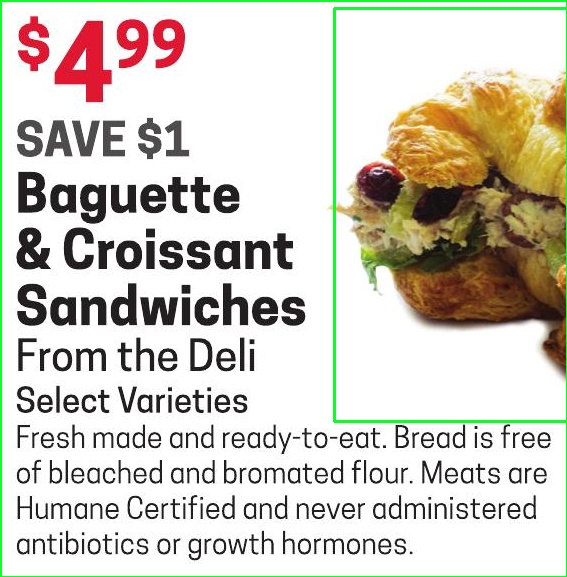 $4.99
SAVE $1
Baguette
& Croissant
Sandwiches
From the Deli
Select Varieties
Fresh made and ready-to-eat. Bread is free
of bleached and bromated flour. Meats are
Humane Certified and never administered
antibiotics or growth hormones.